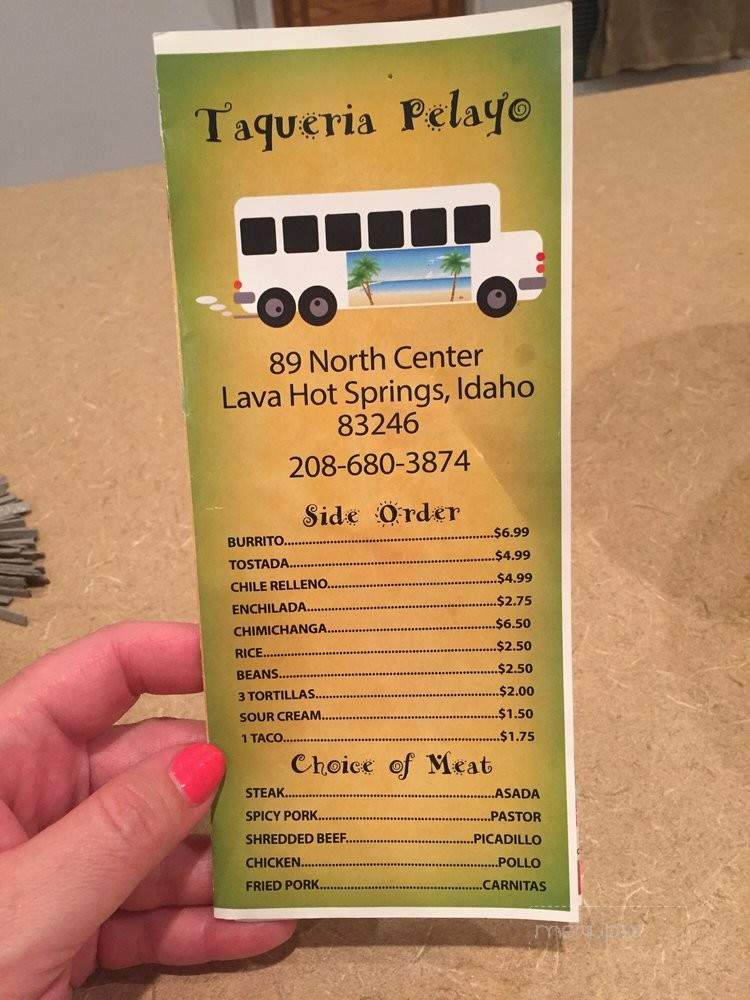 Taqueria Pelayo
89 North Center
Lava Hot Springs, Idaho
83246
208-680-3874
Side Order
BURRITO...$6.99
TOSTADA...$4.99
CHILE RELLENO...$4.99
ENCHILADA...$2.75
CHIMICHANGA...$6.50
RICE...$2.50
BEANS...$2.50
3 TORTILLAS...$2.00
SOUR CREAM...$1.50
1 TACO...$1.75
Choice of Meat
STEAK...ASADA
SPICY PORK...PASTOR
SHREDDED BEEF...PICADILLO
CHICKEN...POLLO
FRIED PORK...CARNITAS